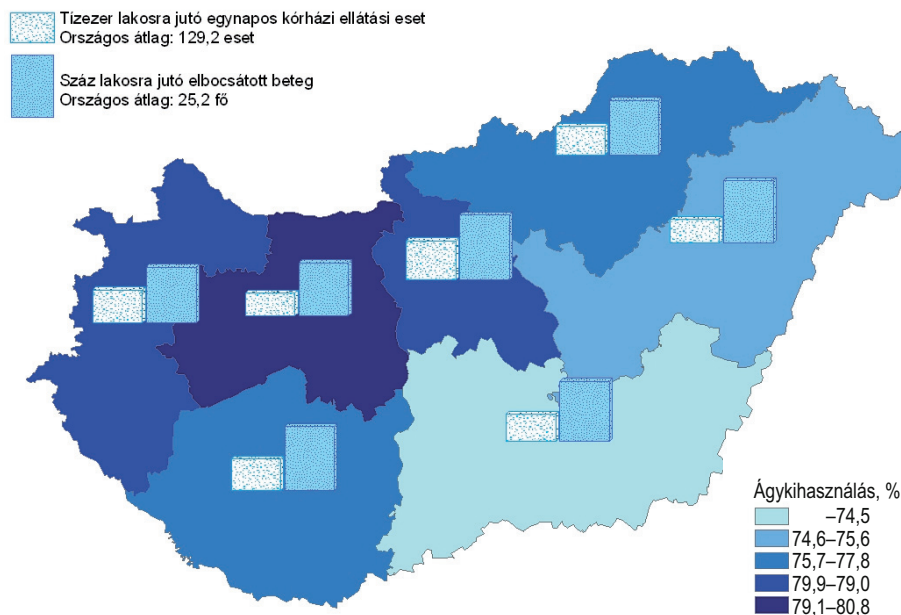 Tízezer lakosra jutó egynapos kórházi ellátási eset
Országos átlag: 129,2 eset
Száz lakosra jutó elbocsátott beteg
Országos átlag: 25,2 fő
Ágykihasználás, %
–74,5
74,6–75,6
75,7–77,8
79,9–79,0
79,1–80,8